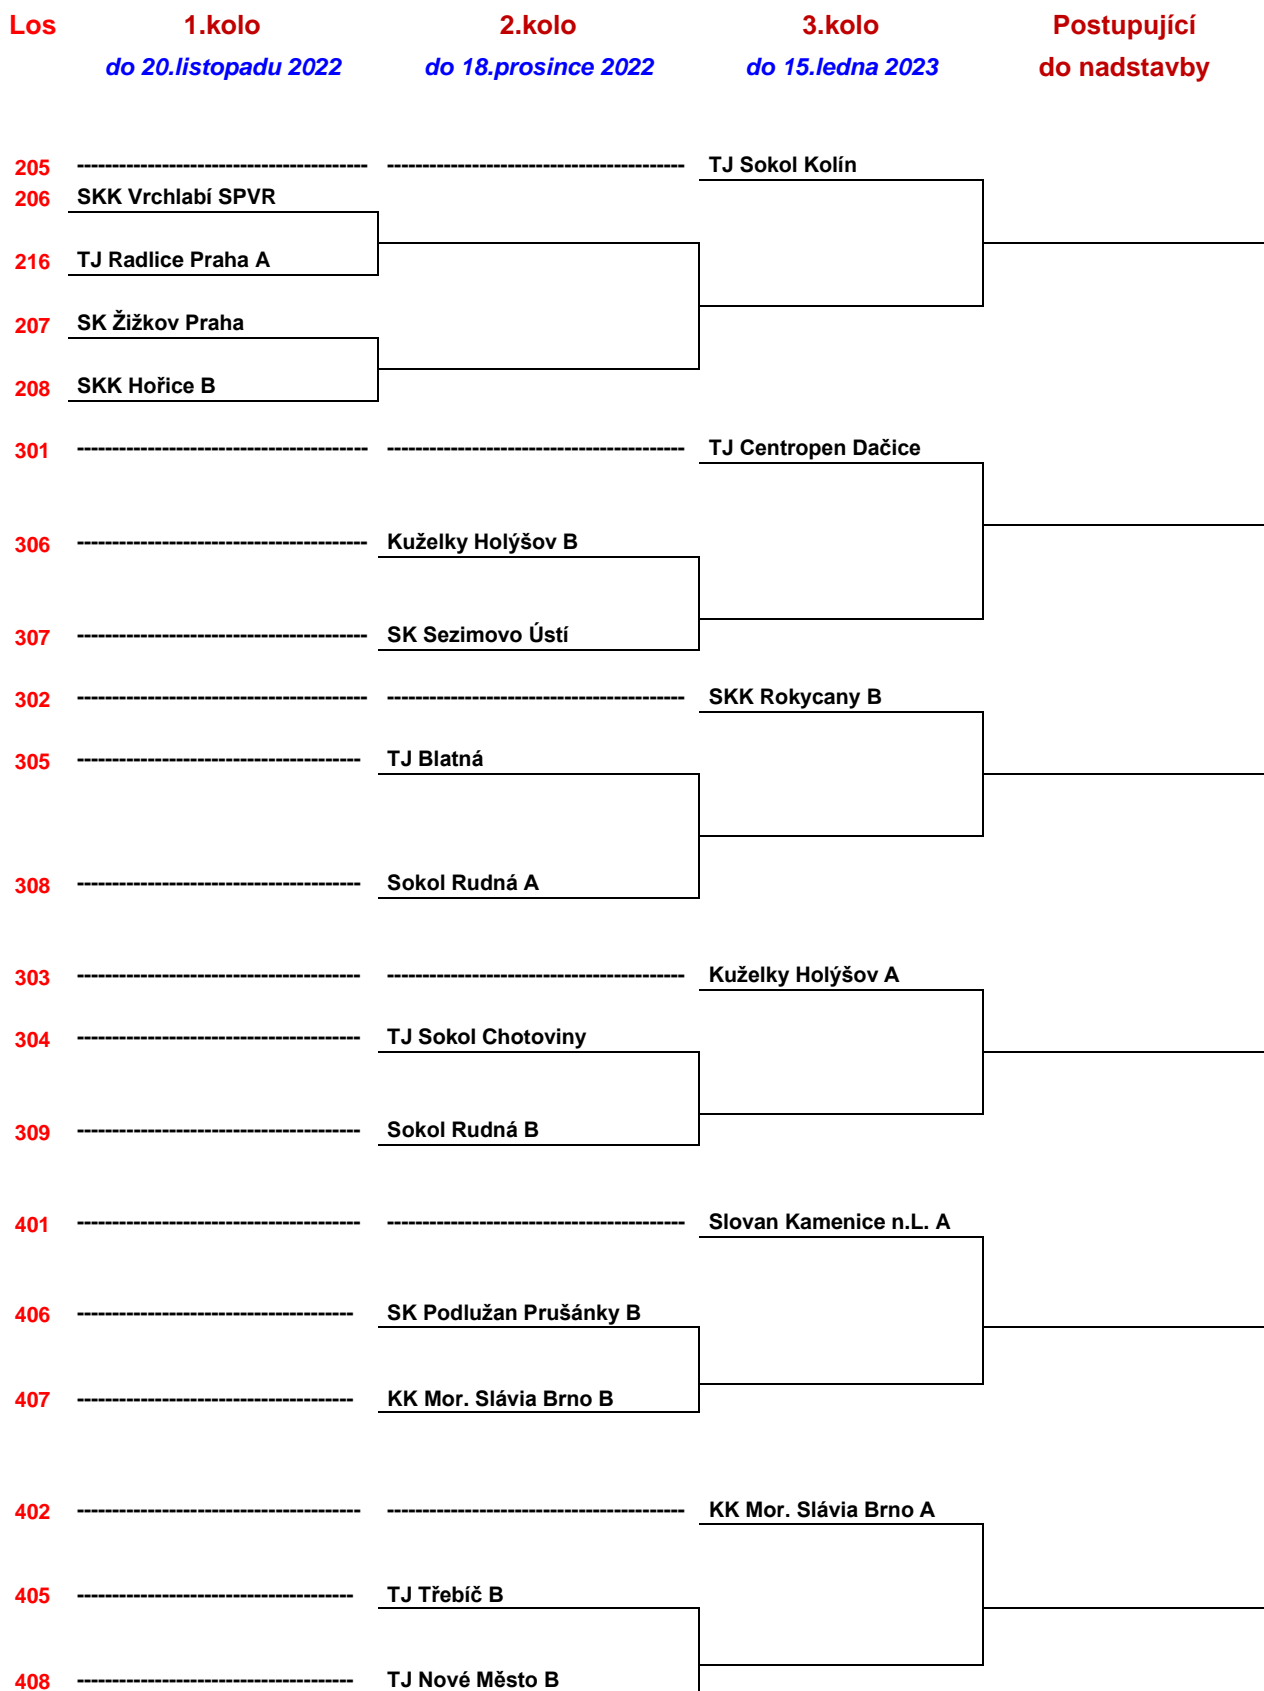 Los 1.kolo 2.kolo 3.kolo Postupující
do 20.listopadu 2022 do 18.prosince 2022 do 15.ledna 2023 do nadstavby
205 ---------------------------------------- ---------------------------------------- TJ Sokol Kolín
206 SKK Vrchlabí SPVR
216 TJ Radlice Praha A
207 SK Žižkov Praha
208 SKK Hořice B
301 ---------------------------------------- ---------------------------------------- TJ Centropen Dačice
306 ---------------------------------------- Kuželky Holýšov B
307 ---------------------------------------- SK Sezimovo Ústí
302 ---------------------------------------- ---------------------------------------- SKK Rokycany B
305 ---------------------------------------- TJ Blatná
308 ---------------------------------------- Sokol Rudná A
303 ---------------------------------------- ---------------------------------------- Kuželky Holýšov A
304 ---------------------------------------- TJ Sokol Chotoviny
309 ---------------------------------------- Sokol Rudná B
401 ---------------------------------------- ---------------------------------------- Slovan Kamenice n.L. A
406 ---------------------------------------- SK Podlužan Prušánky B
407 ---------------------------------------- KK Mor. Slávia Brno B
402 ---------------------------------------- ---------------------------------------- KK Mor. Slávia Brno A
405 ---------------------------------------- TJ Třebíč B
408 ---------------------------------------- TJ Nové Město B